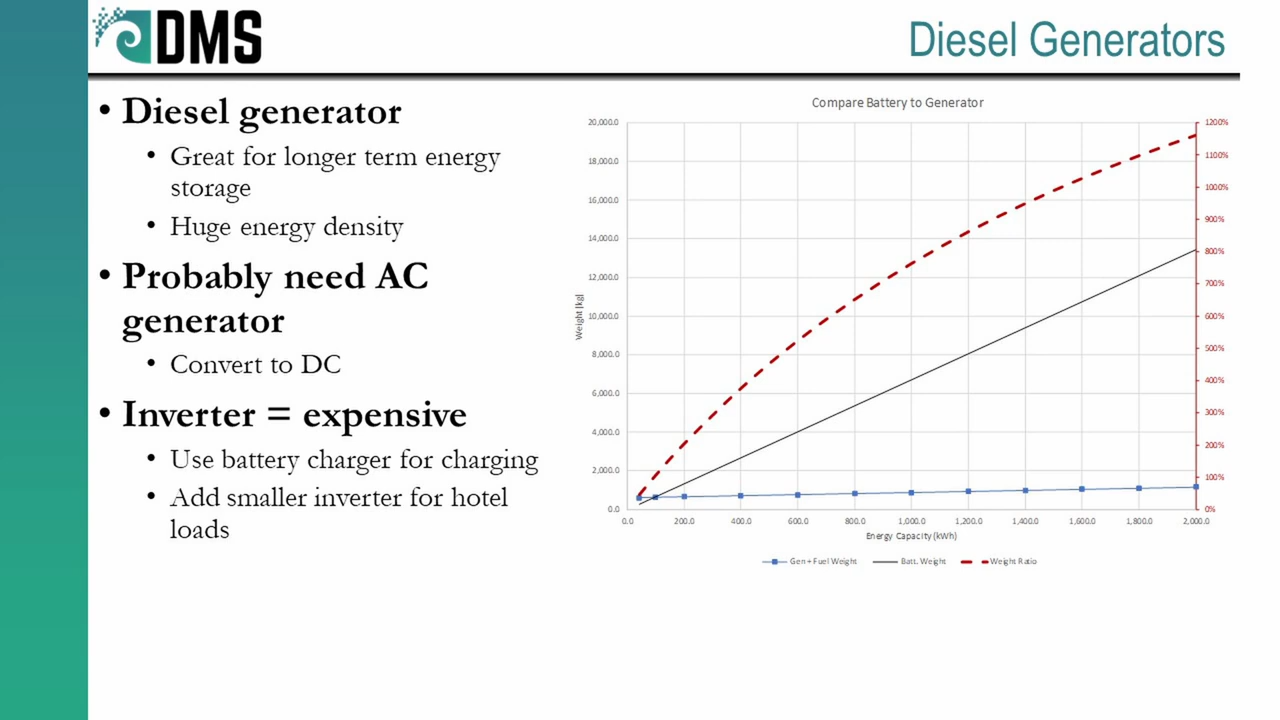 DMS
Diesel Generators
• Diesel generator
• Great for longer term energy
storage
• Huge energy density
• Probably need AC
generator
• Convert to DC
• Inverter = expensive
• Use battery charger for charging
• Add smaller inverter for hotel
loads
Compare Battery to Generator
20,000.0
18,000.0
16,000.0
14,000.0
12,000.0
10,000.0
8,000.0
6,000.0
4,000.0
2,000.0
0.0
Weight [kg]
1200%
1100%
1000%
900%
800%
700%
600%
500%
400%
300%
200%
100%
0%
0.0 200.0 400.0 600.0 800.0 1,000.0 1,200.0 1,400.0 1,600.0 1,800.0 2,000.0
Energy Capacity (kWh)
Gen + Fuel Weight Batt. Weight Weight Ratio